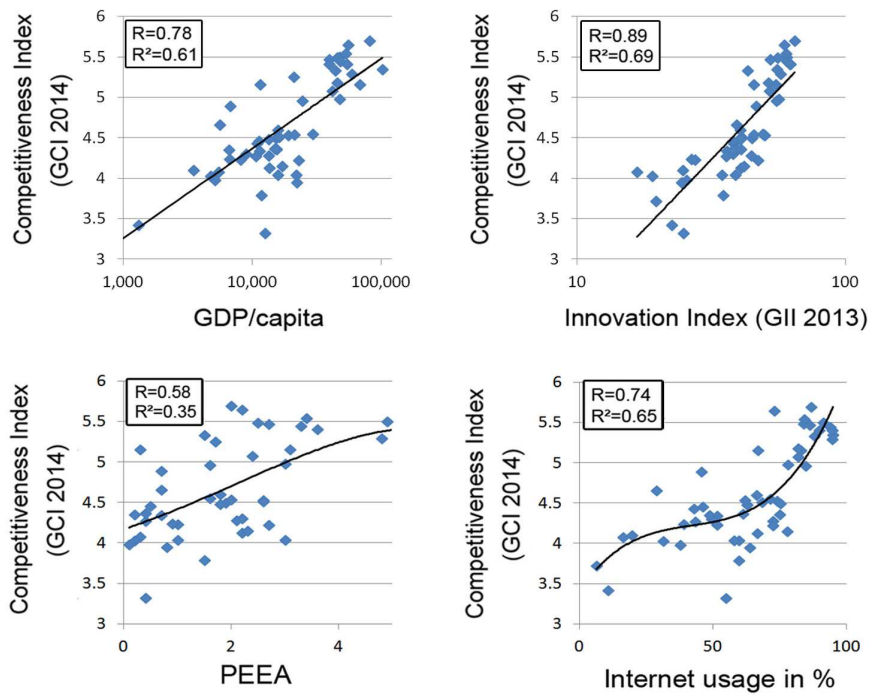 Competitiveness Index
(GCI 2014)
R=0.78
R²=0.61
6
5.5
5
4.5
4
3.5
3
1,000
10,000
100,000
GDP/capita
Competitiveness Index
(GCI 2014)
R=0.89
R²=0.69
6
5.5
5
4.5
4
3.5
3
10
100
Innovation Index (GII 2013)
Competitiveness Index
(GCI 2014)
R=0.58
R²=0.35
6
5.5
5
4.5
4
3.5
3
0
2
4
PEEA
Competitiveness Index
(GCI 2014)
R=0.74
R²=0.65
6
5.5
5
4.5
4
3.5
3
0
50
100
Internet usage in %